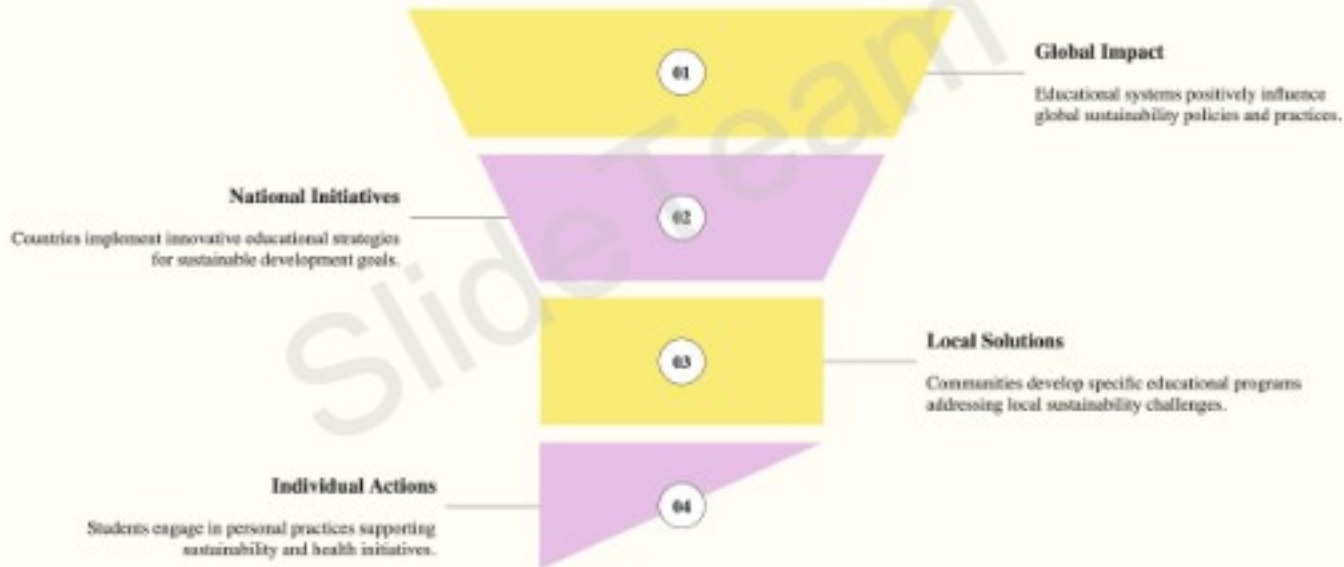 01
Global Impact
Educational systems positively influence
global sustainability policies and practices.
National Initiatives
Countries implement innovative educational strategies
for sustainable development goals.
02
03
Local Solutions
Communities develop specific educational programs
addressing local sustainability challenges.
Individual Actions
Students engage in personal practices supporting
sustainability and health initiatives.
04
SlideTeam